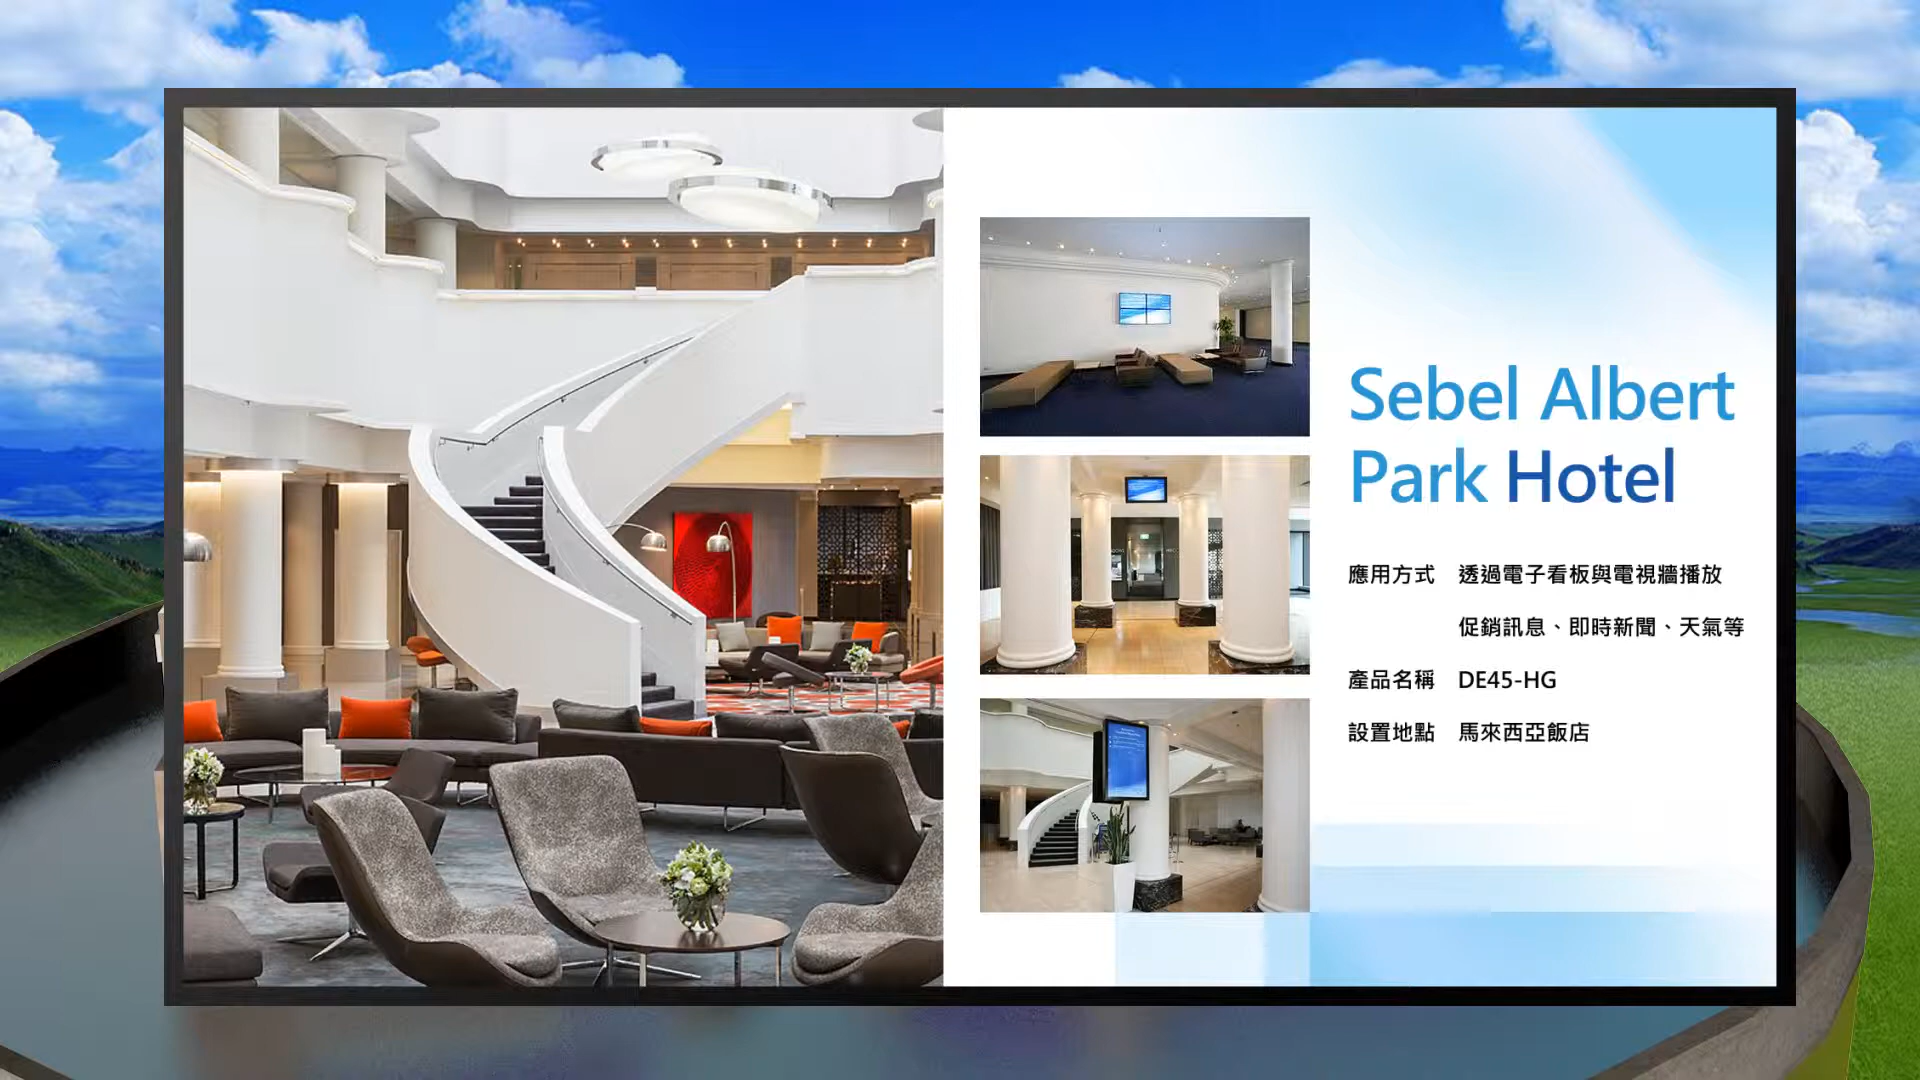 Sebel Albert
Park Hotel
應用方式 透過電子看板與電視牆播放
促銷訊息、即時新聞、天氣等
產品名稱 DE45-HG
設置地點 馬來西亞飯店